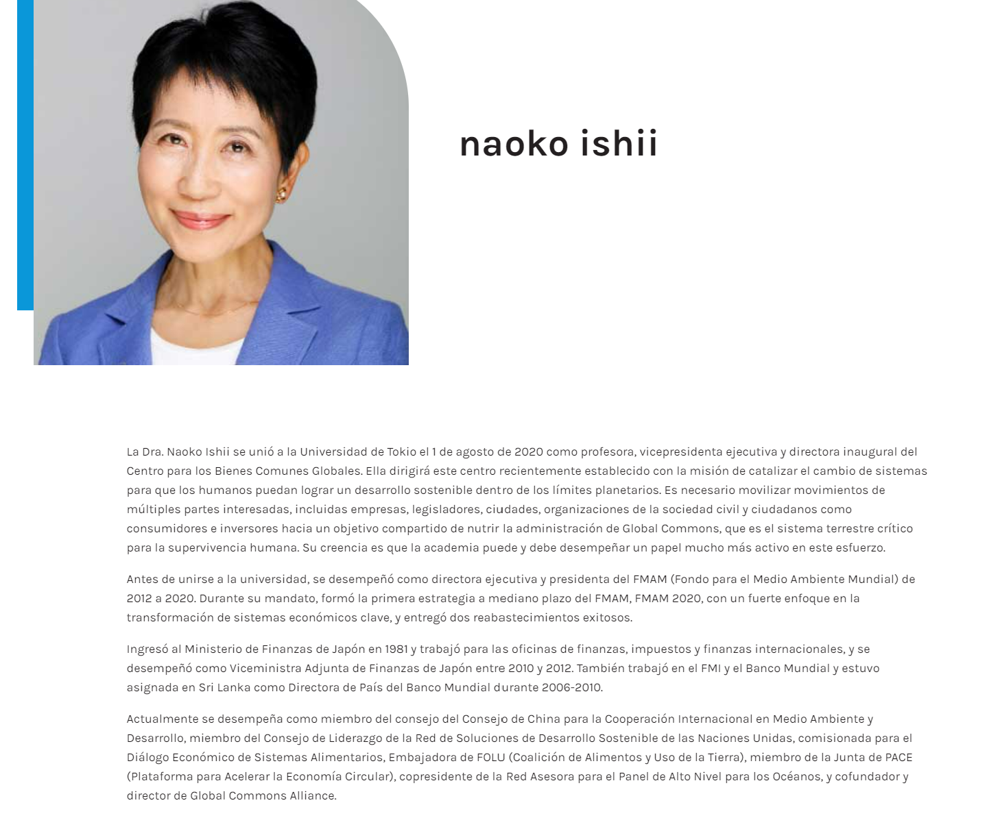 naoko ishii
La Dra. Naoko Ishii se unió a la Universidad de Tokio el 1 de agosto de 2020 como profesora, vicepresidenta ejecutiva y directora inaugural del
Centro para los Bienes Comunes Globales. Ella dirigirá este centro recientemente establecido con la misión de catalizar el cambio de sistemas
para que los humanos puedan lograr un desarrollo sostenible dentro de los límites planetarios. Es necesario movilizar movimientos de
múltiples partes interesadas, incluidas empresas, legisladores, ciudades, organizaciones de la sociedad civil y ciudadanos como
consumidores e inversores hacia un objetivo compartido de nutrir la administración de Global Commons, que es el sistema terrestre crítico
para la supervivencia humana. Su creencia es que la academia puede y debe desempeñar un papel mucho más activo en este esfuerzo.
Antes de unirse a la universidad, se desempeñó como directora ejecutiva y presidenta del FMAM (Fondo para el Medio Ambiente Mundial) de
2012 a 2020. Durante su mandato, formó la primera estrategia a mediano plazo del FMAM, FMAM 2020, con un fuerte enfoque en la
transformación de sistemas económicos clave, y entregó dos reabastecimientos exitosos.
Ingresó al Ministerio de Finanzas de Japón en 1981 y trabajó para las oficinas de finanzas, impuestos y finanzas internacionales, y se
desempeñó como Viceministra Adjunta de Finanzas de Japón entre 2010 y 2012. También trabajó en el FMI y el Banco Mundial y estuvo
asignada en Sri Lanka como Directora de País del Banco Mundial durante 2006-2010.
Actualmente se desempeña como miembro del consejo del Consejo de China para la Cooperación Internacional en Medio Ambiente y
Desarrollo, miembro del Consejo de Liderazgo de la Red de Soluciones de Desarrollo Sostenible de las Naciones Unidas, comisionada para el
Diálogo Económico de Sistemas Alimentarios, Embajadora de FOLU (Coalición de Alimentos y Uso de la Tierra), miembro de la Junta de PACE
(Plataforma para Acelerar la Economía Circular), copresidente de la Red Asesora para el Panel de Alto Nivel para los Océanos, y cofundador y
director de Global Commons Alliance.